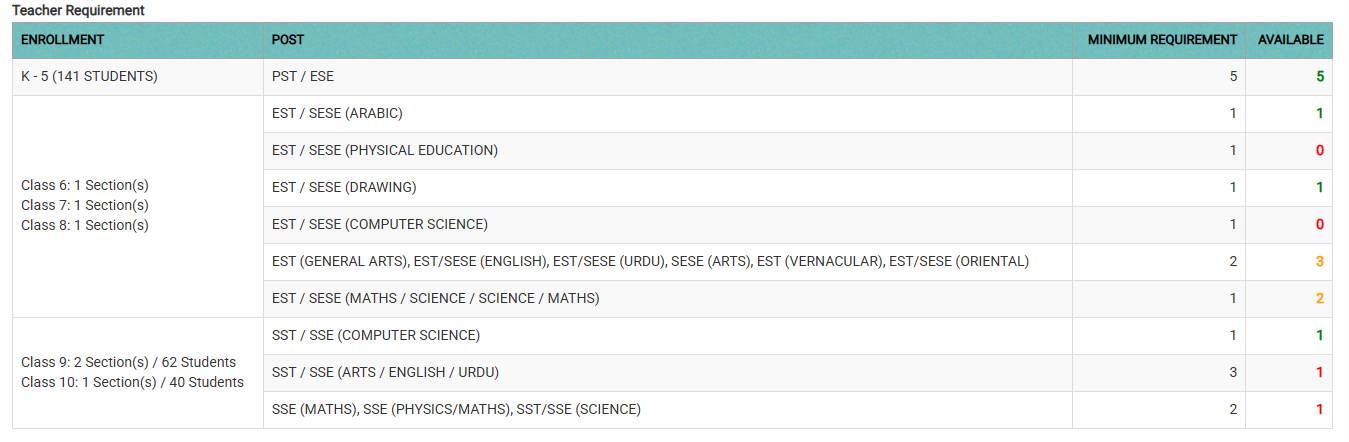 Teacher Requirement
ENROLLMENT POST MINIMUM REQUIREMENT AVAILABLE
K - 5 (141 STUDENTS) PST / ESE 5 5
EST / SESE (ARABIC) 1 1
EST / SESE (PHYSICAL EDUCATION) 1 0
Class 6: 1 Section(s)
Class 7: 1 Section(s)
Class 8: 1 Section(s)
EST / SESE (DRAWING) 1 1
EST / SESE (COMPUTER SCIENCE) 1 0
EST (GENERAL ARTS), EST/SESE (ENGLISH), EST/SESE (URDU), SESE (ARTS), EST (VERNACULAR), EST/SESE (ORIENTAL) 2 3
EST / SESE (MATHS / SCIENCE / SCIENCE / MATHS) 1 2
SST / SSE (COMPUTER SCIENCE) 1 1
Class 9: 2 Section(s) / 62 Students
Class 10: 1 Section(s) / 40 Students
SST / SSE (ARTS / ENGLISH / URDU) 3 1
SSE (MATHS), SSE (PHYSICS/MATHS), SST/SSE (SCIENCE) 2 1